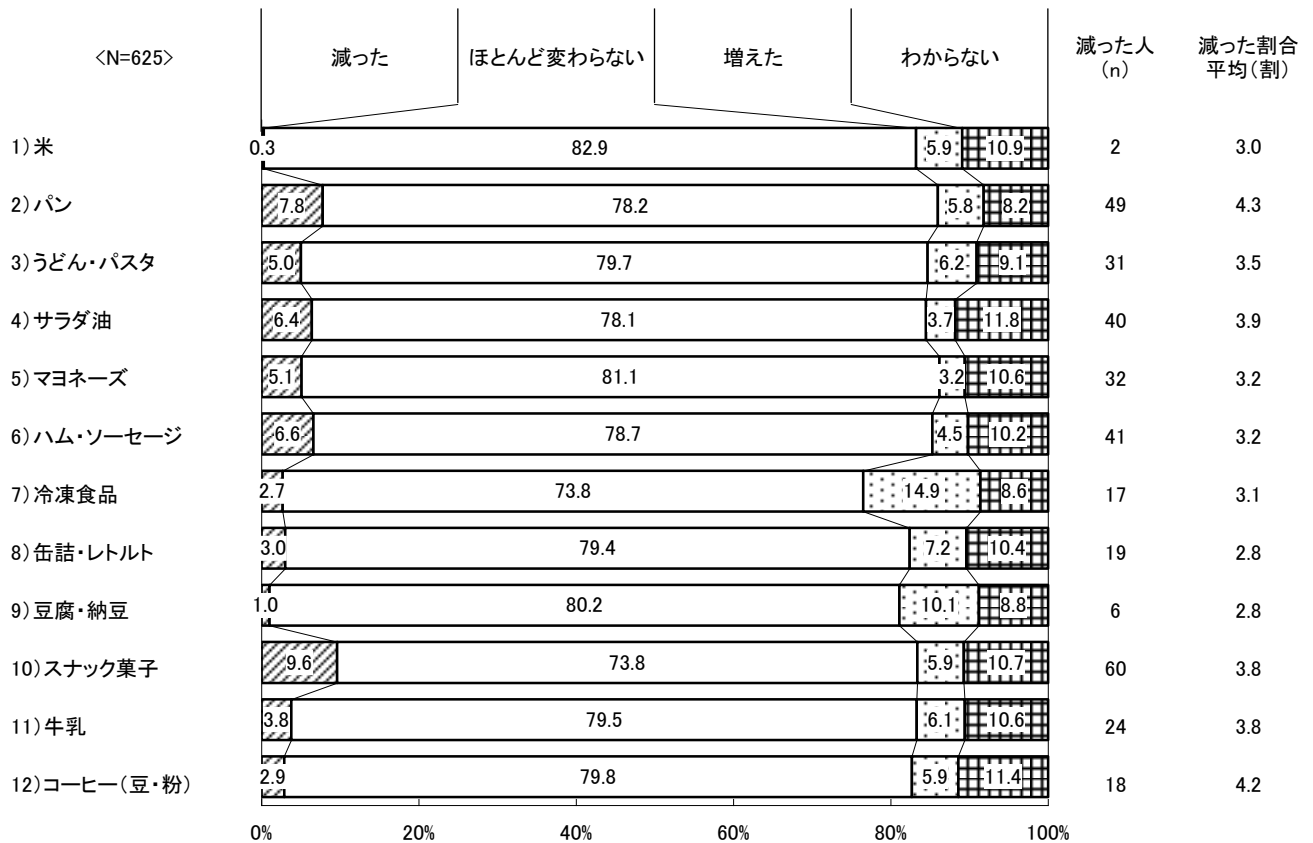 <N=625>
減った ほとんど変わらない 増えた わからない 減った人 減った割合
(n) 平均(割)
1)米 0.3 82.9 5.9 10.9 2 3.0
2)パン 7.8 78.2 5.8 8.2 49 4.3
3)うどん・パスタ 5.0 79.7 6.2 9.1 31 3.5
4)サラダ油 6.4 78.1 3.7 11.8 40 3.9
5)マヨネーズ 5.1 81.1 3.2 10.6 32 3.2
6)ハム・ソーセージ 6.6 78.7 4.5 10.2 41 3.2
7)冷凍食品 2.7 73.8 14.9 8.6 17 3.1
8)缶詰・レトルト 3.0 79.4 7.2 10.4 19 2.8
9)豆腐・納豆 1.0 80.2 10.1 8.8 6 2.8
10)スナック菓子 9.6 73.8 5.9 10.7 60 3.8
11)牛乳 3.8 79.5 6.1 10.6 24 3.8
12)コーヒー(豆・粉) 2.9 79.8 5.9 11.4 18 4.2
0% 20% 40% 60% 80% 100%